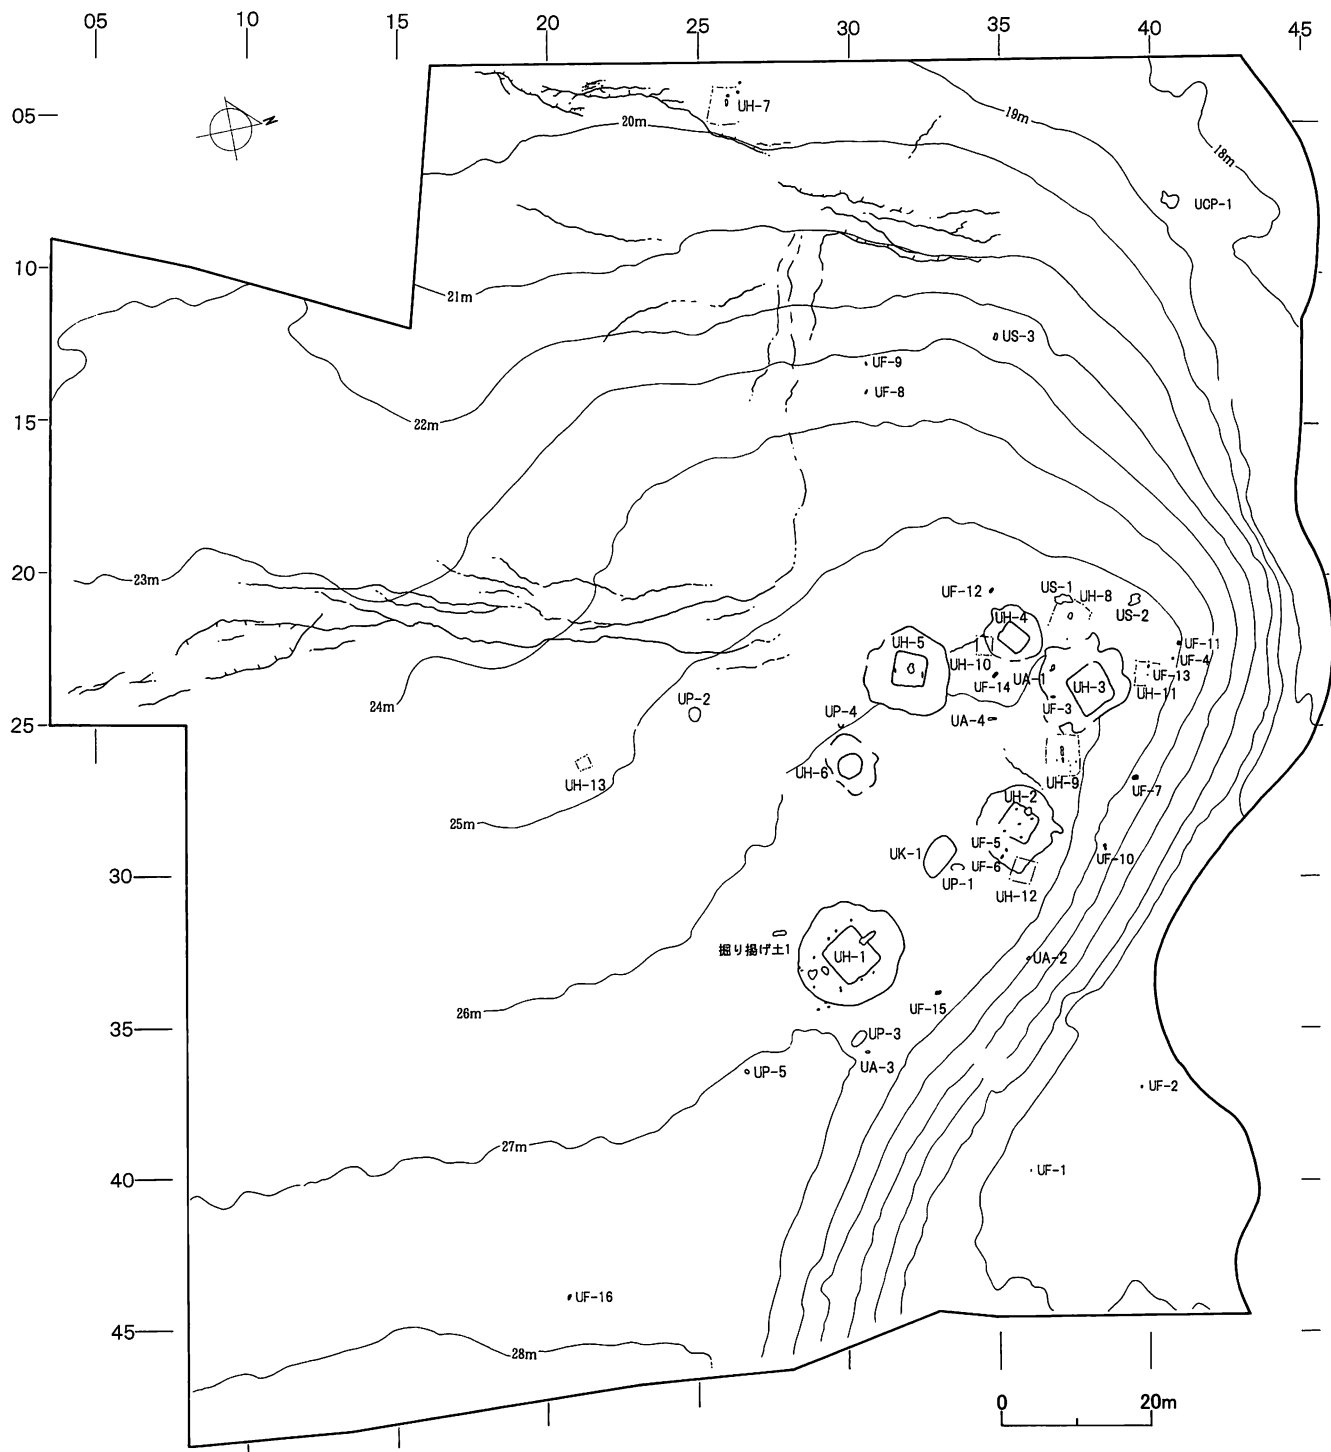 05 10 15 20 25 30 35 40 45
N
05
UH-7
20m
19m
18m
UCP-1
10
21m
US-3
UF-9
UF-8
15
22m
20
23m
UF-12
US-1
UH-8
US-2
UH-4
UH-5
UF-11
UF-4
UH-10
UA-1
UF-13
UF-14
UH-3
UH-11
24m
UP-2
UF-3
25
UP-4
UA-4
UH-6
UH-13
UH-9
UF-7
UH-2
25m
UF-5
UK-1
UF-10
UF-6
30
UP-1
UH-12
掘り揚げ土1
UH-1
UA-2
26m
UF-15
35
UP-3
UA-3
UP-5
UF-2
27m
UF-1
40
UF-16
45
28m
0 20m